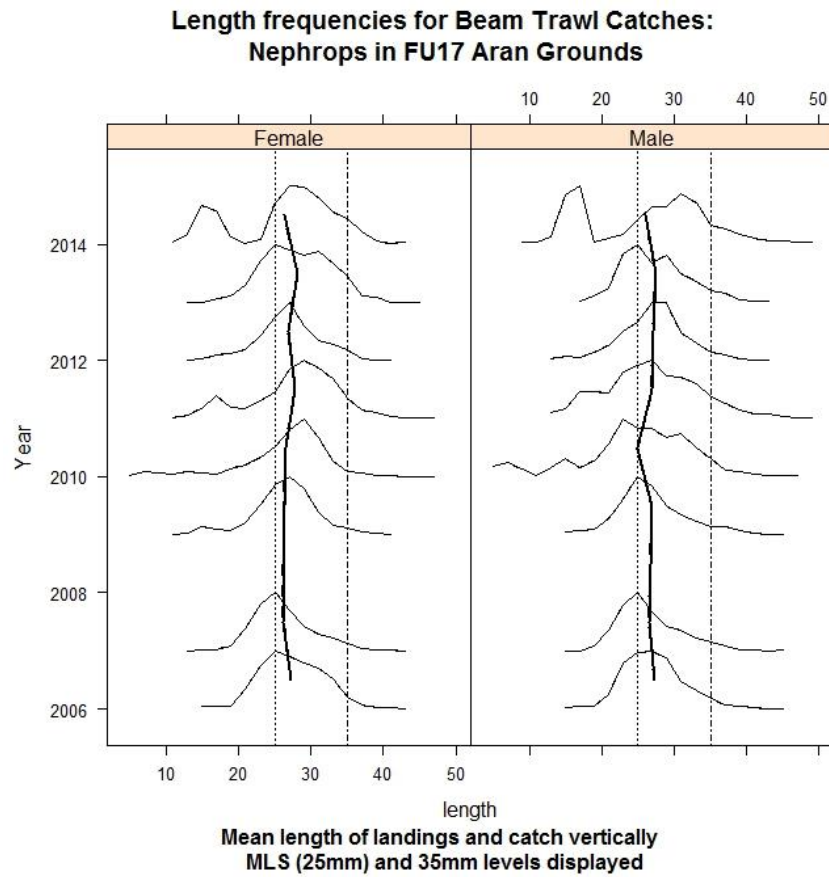 Length frequencies for Beam Trawl Catches:
Nephrops in FU17 Aran Grounds
10 20 30 40 50
Female Male
2014
2012
2010
2008
2006
Year
10 20 30 40 50
length
Mean length of landings and catch vertically
MLS (25mm) and 35mm levels displayed